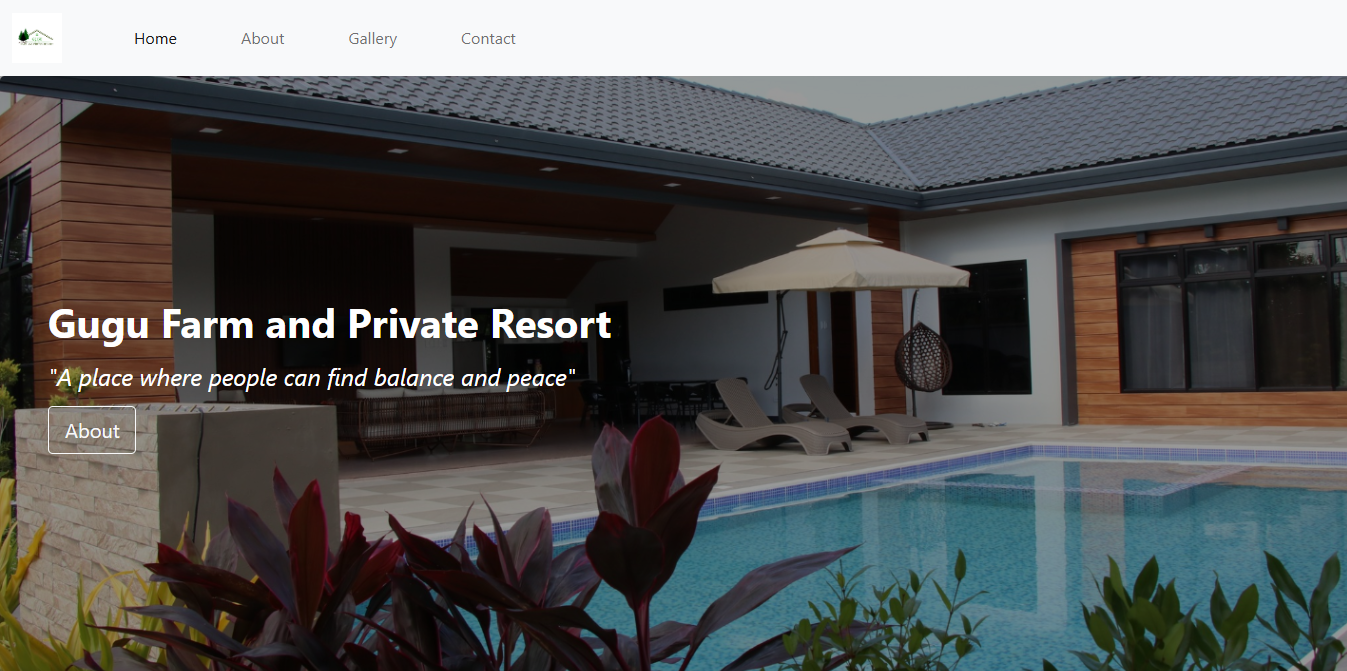 Home
About
Gallery
Contact
Gugu Farm and Private Resort
"A place where people can find balance and peace"
About